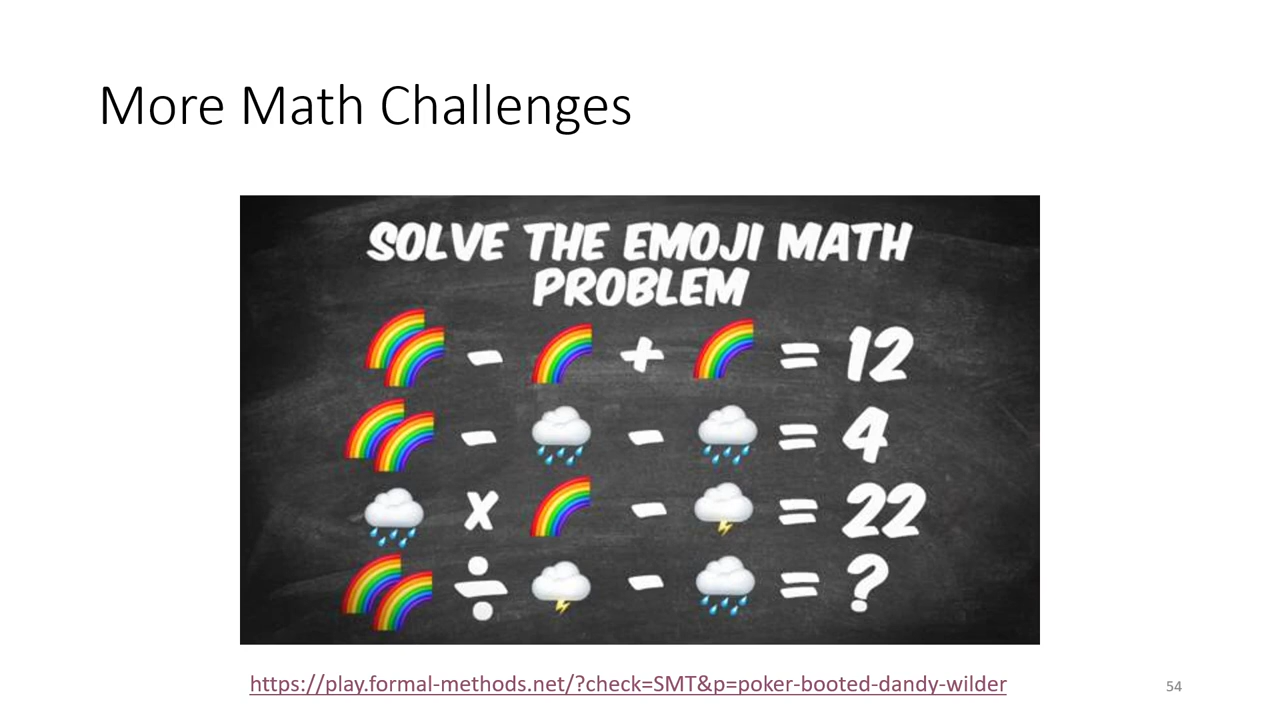 More Math Challenges
SOLVE THE EMOJI MATH
PROBLEM
🌈🌈 - 🌈 + 🌈 = 12
🌈🌈 - 🌧️ - 🌧️ = 4
🌧️ x 🌈 - 🌩️ = 22
🌈🌈 ÷ 🌩️ - 🌧️ = ?
https://play.formal-methods.net/?check=SMT&p=poker-booted-dandy-wilder
54